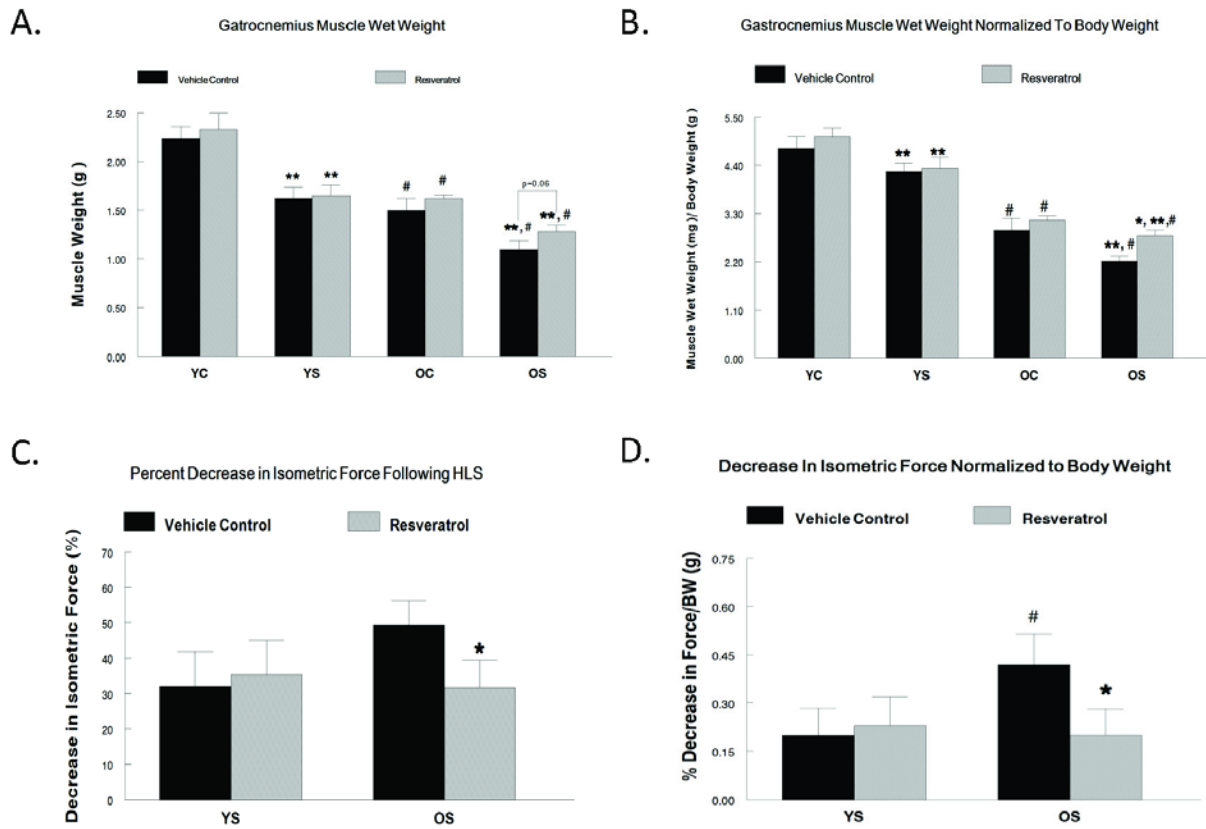 A.
Gatrocnemius Muscle Wet Weight
Vehicle Control
Resveratrol
Muscle Weight (g )
2.50
2.00
1.50
1.00
0.50
0.00
**
**
#
#
p=0.06
**, #
**, #
YC
YS
OC
OS
B.
Gastrocnemius Muscle Wet Weight Normalized To Body Weight
Vehicle Control
Resveratrol
Muscle Wet Weight (mg )/ Body Weight (g )
5.50
4.40
3.30
2.20
1.10
0.00
**
**
#
#
**, #
*, **,#
YC
YS
OC
OS
C.
Percent Decrease in Isometric Force Following HLS
Vehicle Control
Resveratrol
Decrease in Isometric Force (%)
70
60
50
40
30
20
10
0
*
YS
OS
D.
Decrease In Isometric Force Normalized to Body Weight
Vehicle Control
Resveratrol
% Decrease in Force/BW (g)
0.75
0.60
0.45
0.30
0.15
0.00
#
*
YS
OS